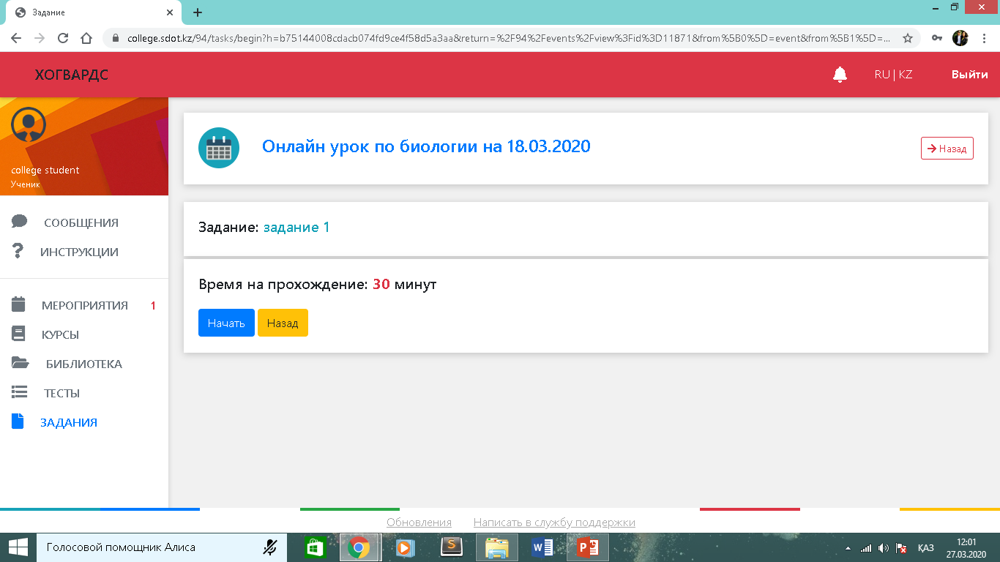 Задание
college.sdot.kz/94/tasks/begin?h=b75144008cdacb074fd9ce4f58d5a3aa&return=%2F94%2Fevents%2Fview%3Fid%3D11871&from%5B0%5D=event&from%5B1%5D=...
ХОГВАРДС
RU | KZ
Выйти
college student
Ученик
СООБЩЕНИЯ
ИНСТРУКЦИИ
МЕРОПРИЯТИЯ 1
КУРСЫ
БИБЛИОТЕКА
ТЕСТЫ
ЗАДАНИЯ
Онлайн урок по биологии на 18.03.2020
Назад
Задание: задание 1
Время на прохождение: 30 минут
Начать
Назад
Обновления
Написать в службу поддержки
Голосовой помощник Алиса
ҚАЗ
12:01
27.03.2020